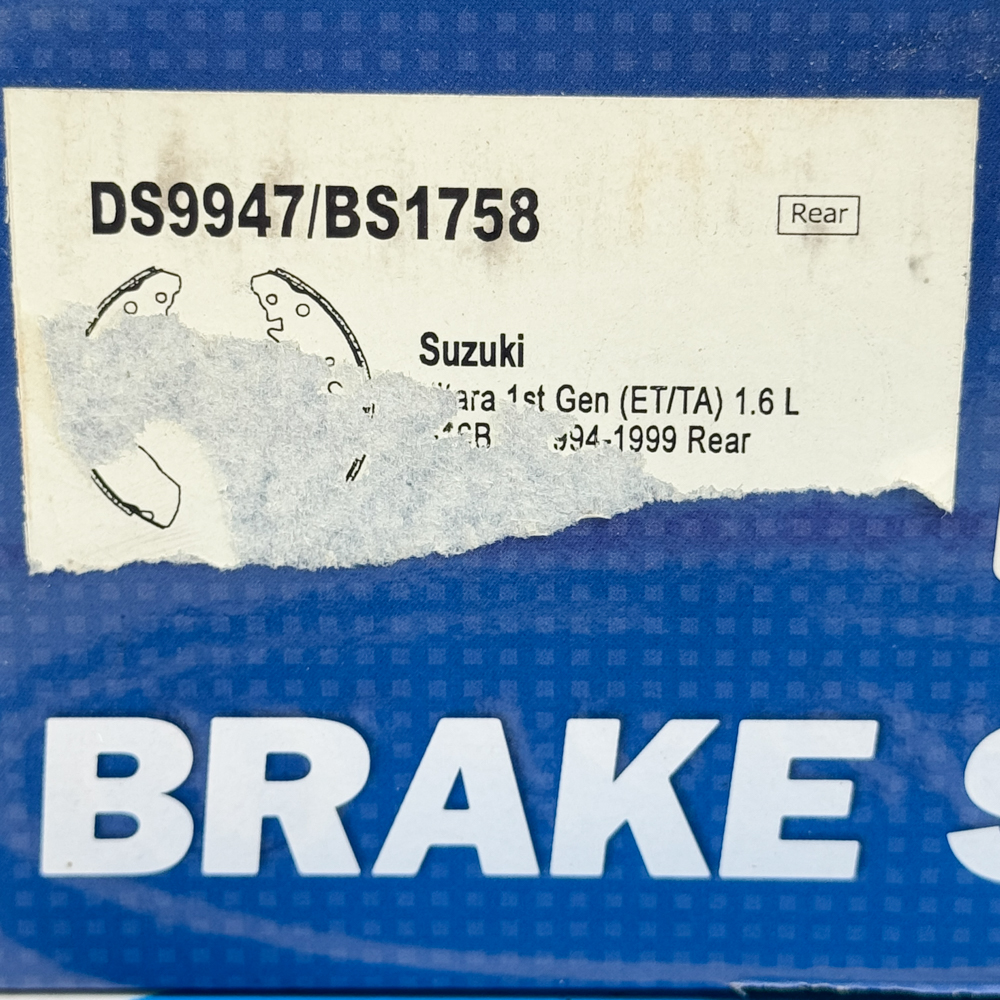 DS9947/BS1758
Rear
Suzuki
1st Gen (ET/TA) 1.6 L
Rear
BRAKE